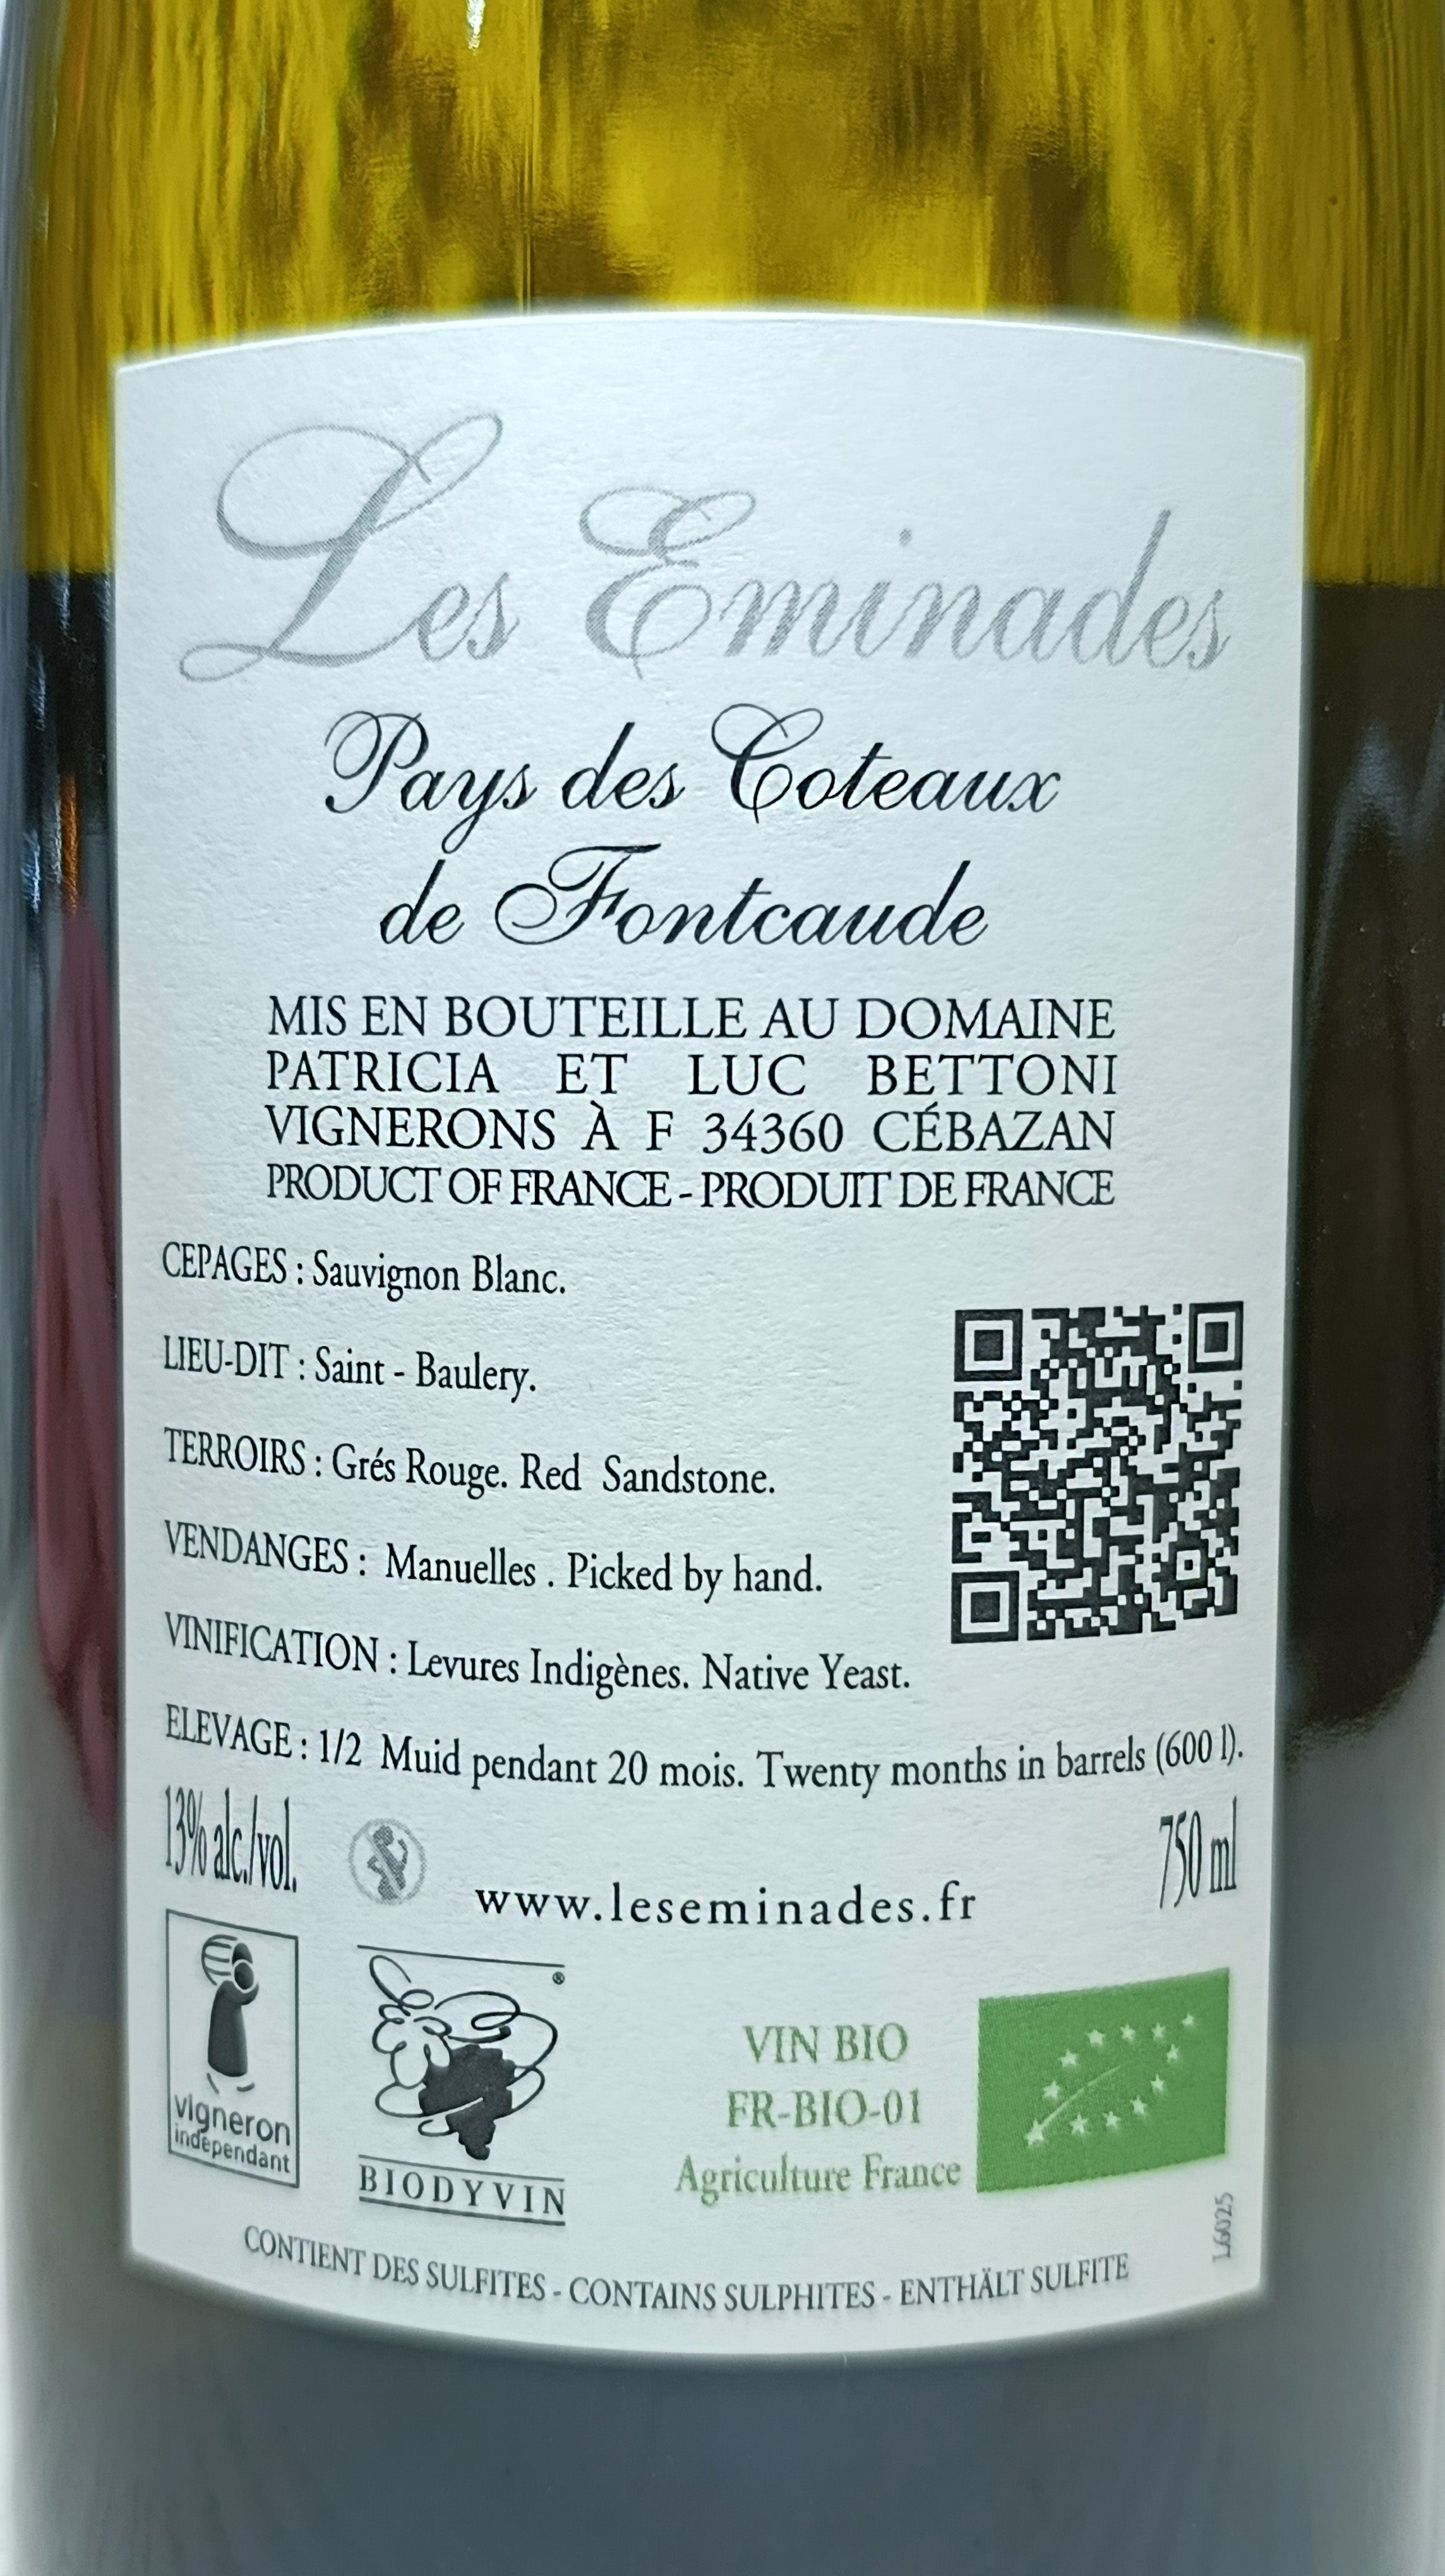 Les Eminades
Pays des Coteaux
de Fontcaude
MIS EN BOUTEILLE AU DOMAINE
PATRICIA ET LUC BETTONI
VIGNERONS À F 34360 CÉBAZAN
PRODUCT OF FRANCE - PRODUIT DE FRANCE
CEPAGES : Sauvignon Blanc.
LIEU-DIT : Saint - Baulery.
TERROIRS : Grés Rouge. Red Sandstone.
VENDANGES : Manuelles . Picked by hand.
VINIFICATION : Levures Indigènes. Native Yeast.
ELEVAGE : 1/2 Muid pendant 20 mois. Twenty months in barrels (600 l).
13% alc./vol.
www.leseminades.fr
750 ml
vigneron
indépendant
®
BIODYVIN
VIN BIO
FR-BIO-01
Agriculture France
L6025
CONTIENT DES SULFITES - CONTAINS SULPHITES - ENTHÄLT SULFITE